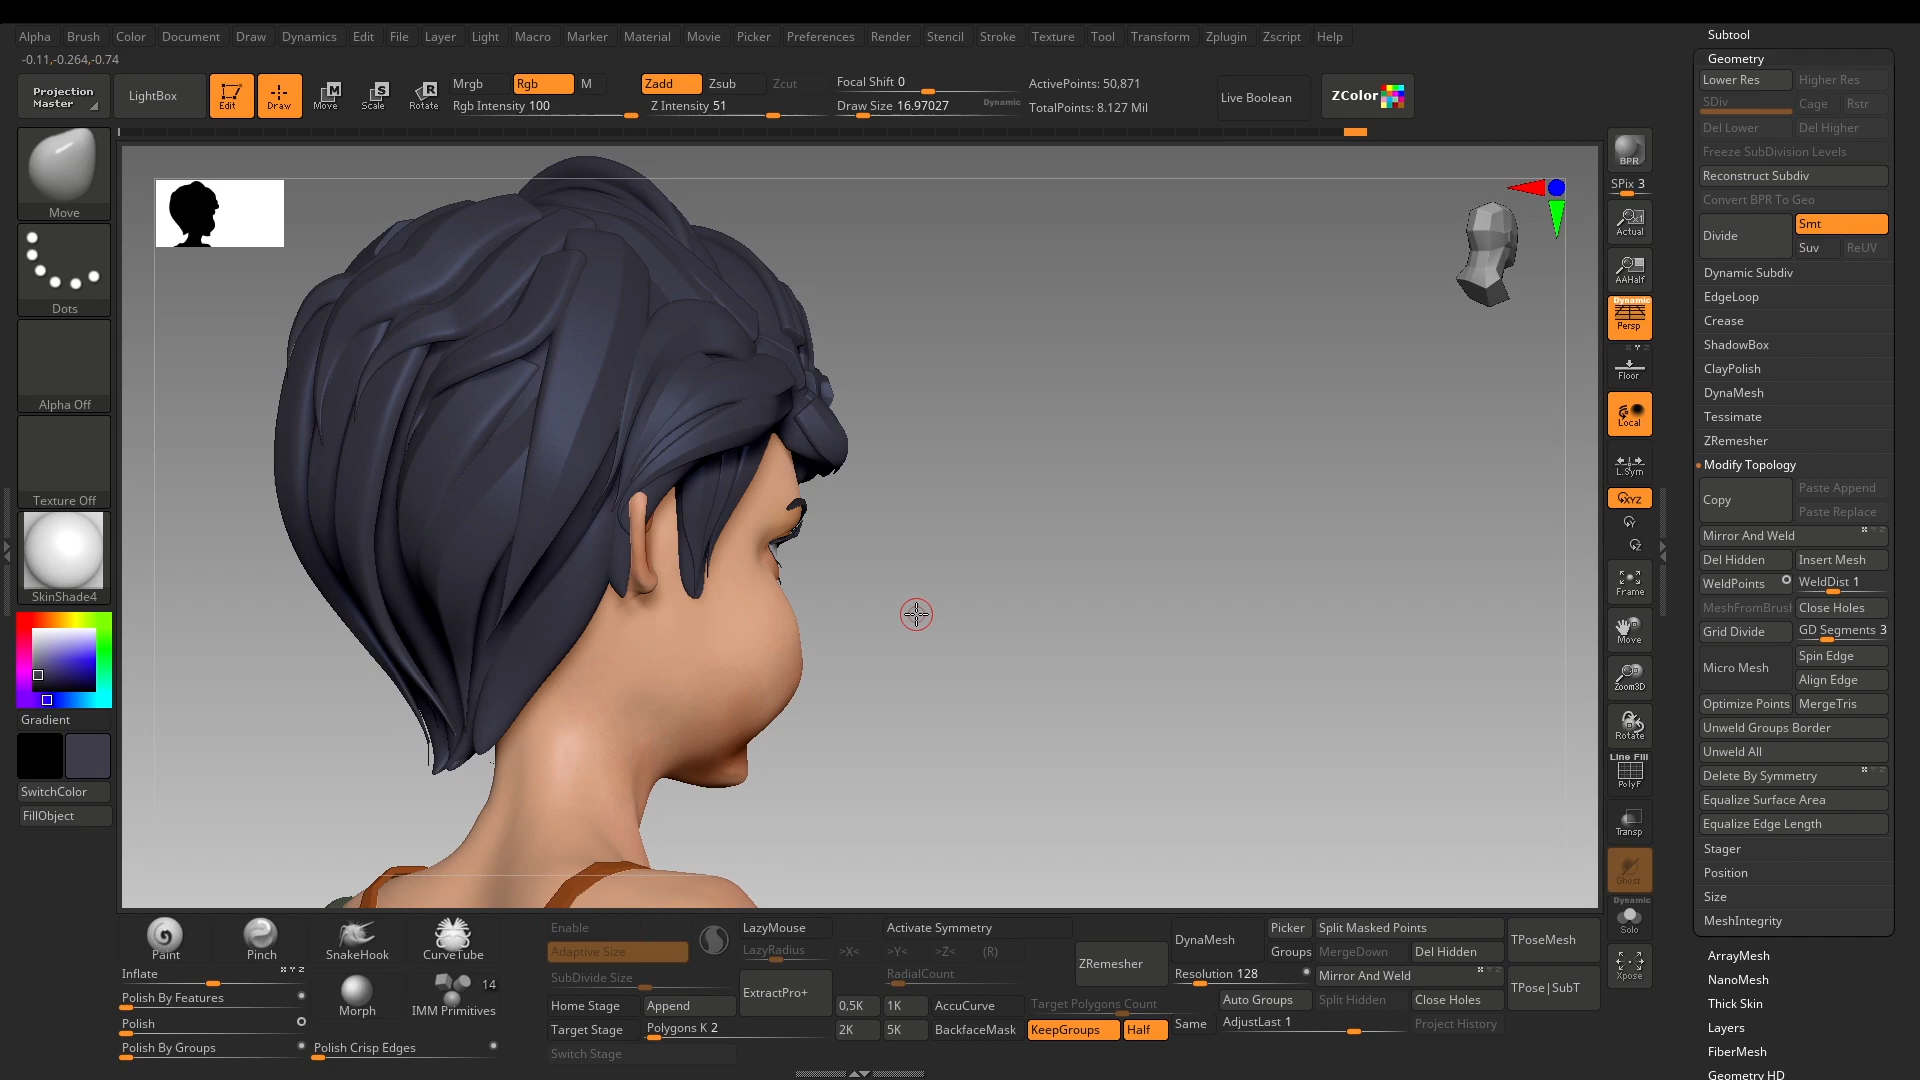 Alpha Brush Color Document Draw Dynamics Edit File Layer Light Macro Marker Material Movie Picker Preferences Render Stencil Stroke Texture Tool Transform Zplugin Zscript Help
-0.11,-0.264,-0.74
Projection Master
LightBox
Edit
Draw
Move
Scale
Rotate
Mrgb
Rgb
M
Rgb Intensity 100
Zadd
Zsub
Zcut
Z Intensity 51
Focal Shift 0
Draw Size 16.97027
Dynamic
ActivePoints: 50,871
TotalPoints: 8.127 Mil
Live Boolean
ZColor
Move
Dots
Alpha Off
Texture Off
SkinShade4
Gradient
SwitchColor
FillObject
BPR
SPix 3
Actual
AAHalf
Dynamic
Persp
Floor
Local
L.Sym
XYZ
Y
Z
Frame
Move
Zoom3D
Rotate
Line Fill
PolyF
Transp
Ghost
Dynamic
Solo
Xpose
Subtool
Geometry
Lower Res
Higher Res
SDiv
Cage
Rstr
Del Lower
Del Higher
Freeze SubDivision Levels
Reconstruct Subdiv
Convert BPR To Geo
Divide
Smt
Suv
ReUV
Dynamic Subdiv
EdgeLoop
Crease
ShadowBox
ClayPolish
DynaMesh
Tessimate
ZRemesher
Modify Topology
Copy
Paste Append
Paste Replace
Mirror And Weld
Del Hidden
Insert Mesh
WeldPoints
WeldDist 1
MeshFromBrush
Close Holes
Grid Divide
GD Segments 3
Micro Mesh
Spin Edge
Align Edge
Optimize Points
MergeTris
Unweld Groups Border
Unweld All
Delete By Symmetry
Equalize Surface Area
Equalize Edge Length
Stager
Position
Size
MeshIntegrity
ArrayMesh
NanoMesh
Thick Skin
Layers
FiberMesh
Geometry HD
Paint
Pinch
SnakeHook
CurveTube
Inflate
Polish By Features
Polish
Polish By Groups
Morph
14
IMM Primitives
Polish Crisp Edges
Enable
Adaptive Size
SubDivide Size
Home Stage
Append
Target Stage
Polygons K 2
Switch Stage
LazyMouse
LazyRadius
ExtractPro+
Activate Symmetry
>X<
>Y<
>Z<
(R)
RadialCount
0,5K
1K
AccuCurve
2K
5K
BackfaceMask
ZRemesher
Target Polygons Count
KeepGroups
Half
Same
DynaMesh
Picker
Groups
Resolution 128
Auto Groups
AdjustLast 1
Split Masked Points
MergeDown
Del Hidden
Mirror And Weld
Split Hidden
Close Holes
Project History
TPoseMesh
TPose|SubT